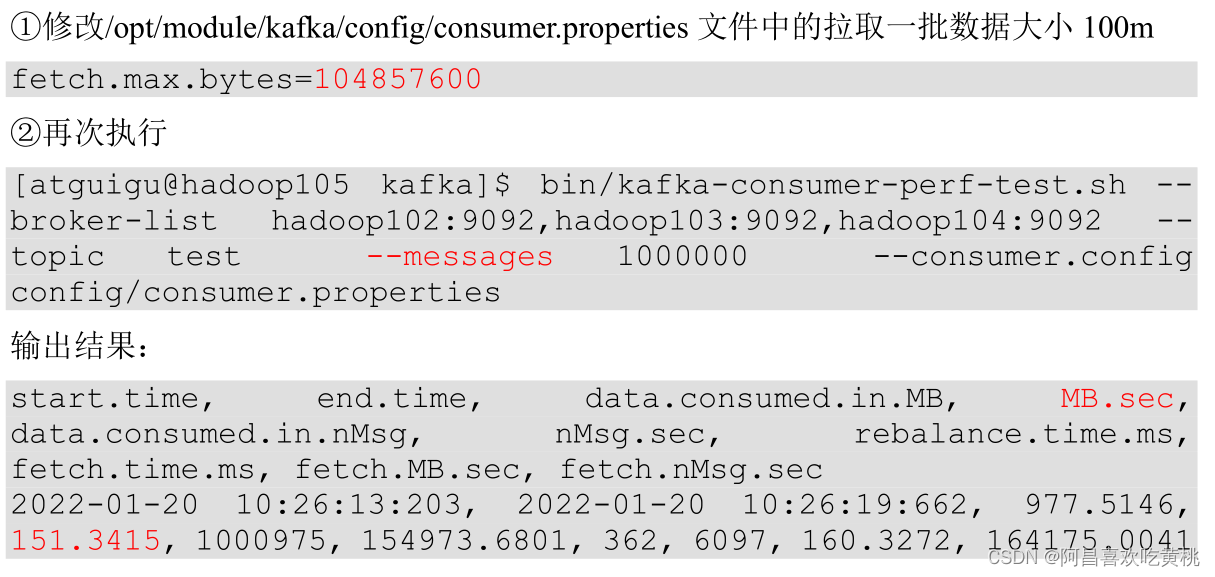 ①修改/opt/module/kafka/config/consumer.properties 文件中的拉取一批数据大小 100m
fetch.max.bytes=104857600
②再次执行
[atguigu@hadoop105 kafka]$ bin/kafka-consumer-perf-test.sh --
broker-list hadoop102:9092,hadoop103:9092,hadoop104:9092 --
topic test --messages 1000000 --consumer.config
config/consumer.properties
输出结果：
start.time, end.time, data.consumed.in.MB, MB.sec,
data.consumed.in.nMsg, nMsg.sec, rebalance.time.ms,
fetch.time.ms, fetch.MB.sec, fetch.nMsg.sec
2022-01-20 10:26:13:203, 2022-01-20 10:26:19:662, 977.5146,
151.3415, 1000975, 154973.6801, 362, 6097, 160.3272, 164175.0041
CSDN @阿昌喜欢吃黄桃